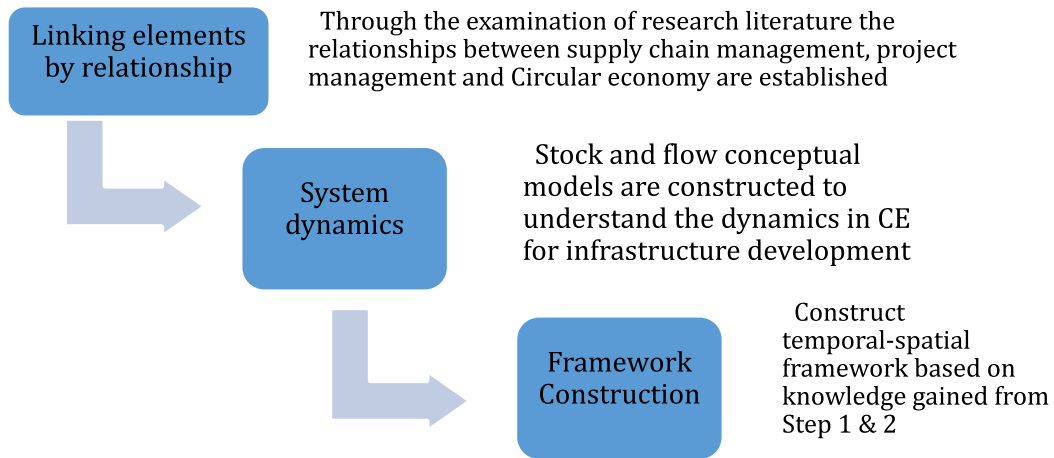 Linking elements
by relationship
Through the examination of research literature the
relationships between supply chain management, project
management and Circular economy are established
System
dynamics
Stock and flow conceptual
models are constructed to
understand the dynamics in CE
for infrastructure development
Framework
Construction
Construct
temporal-spatial
framework based on
knowledge gained from
Step 1 & 2